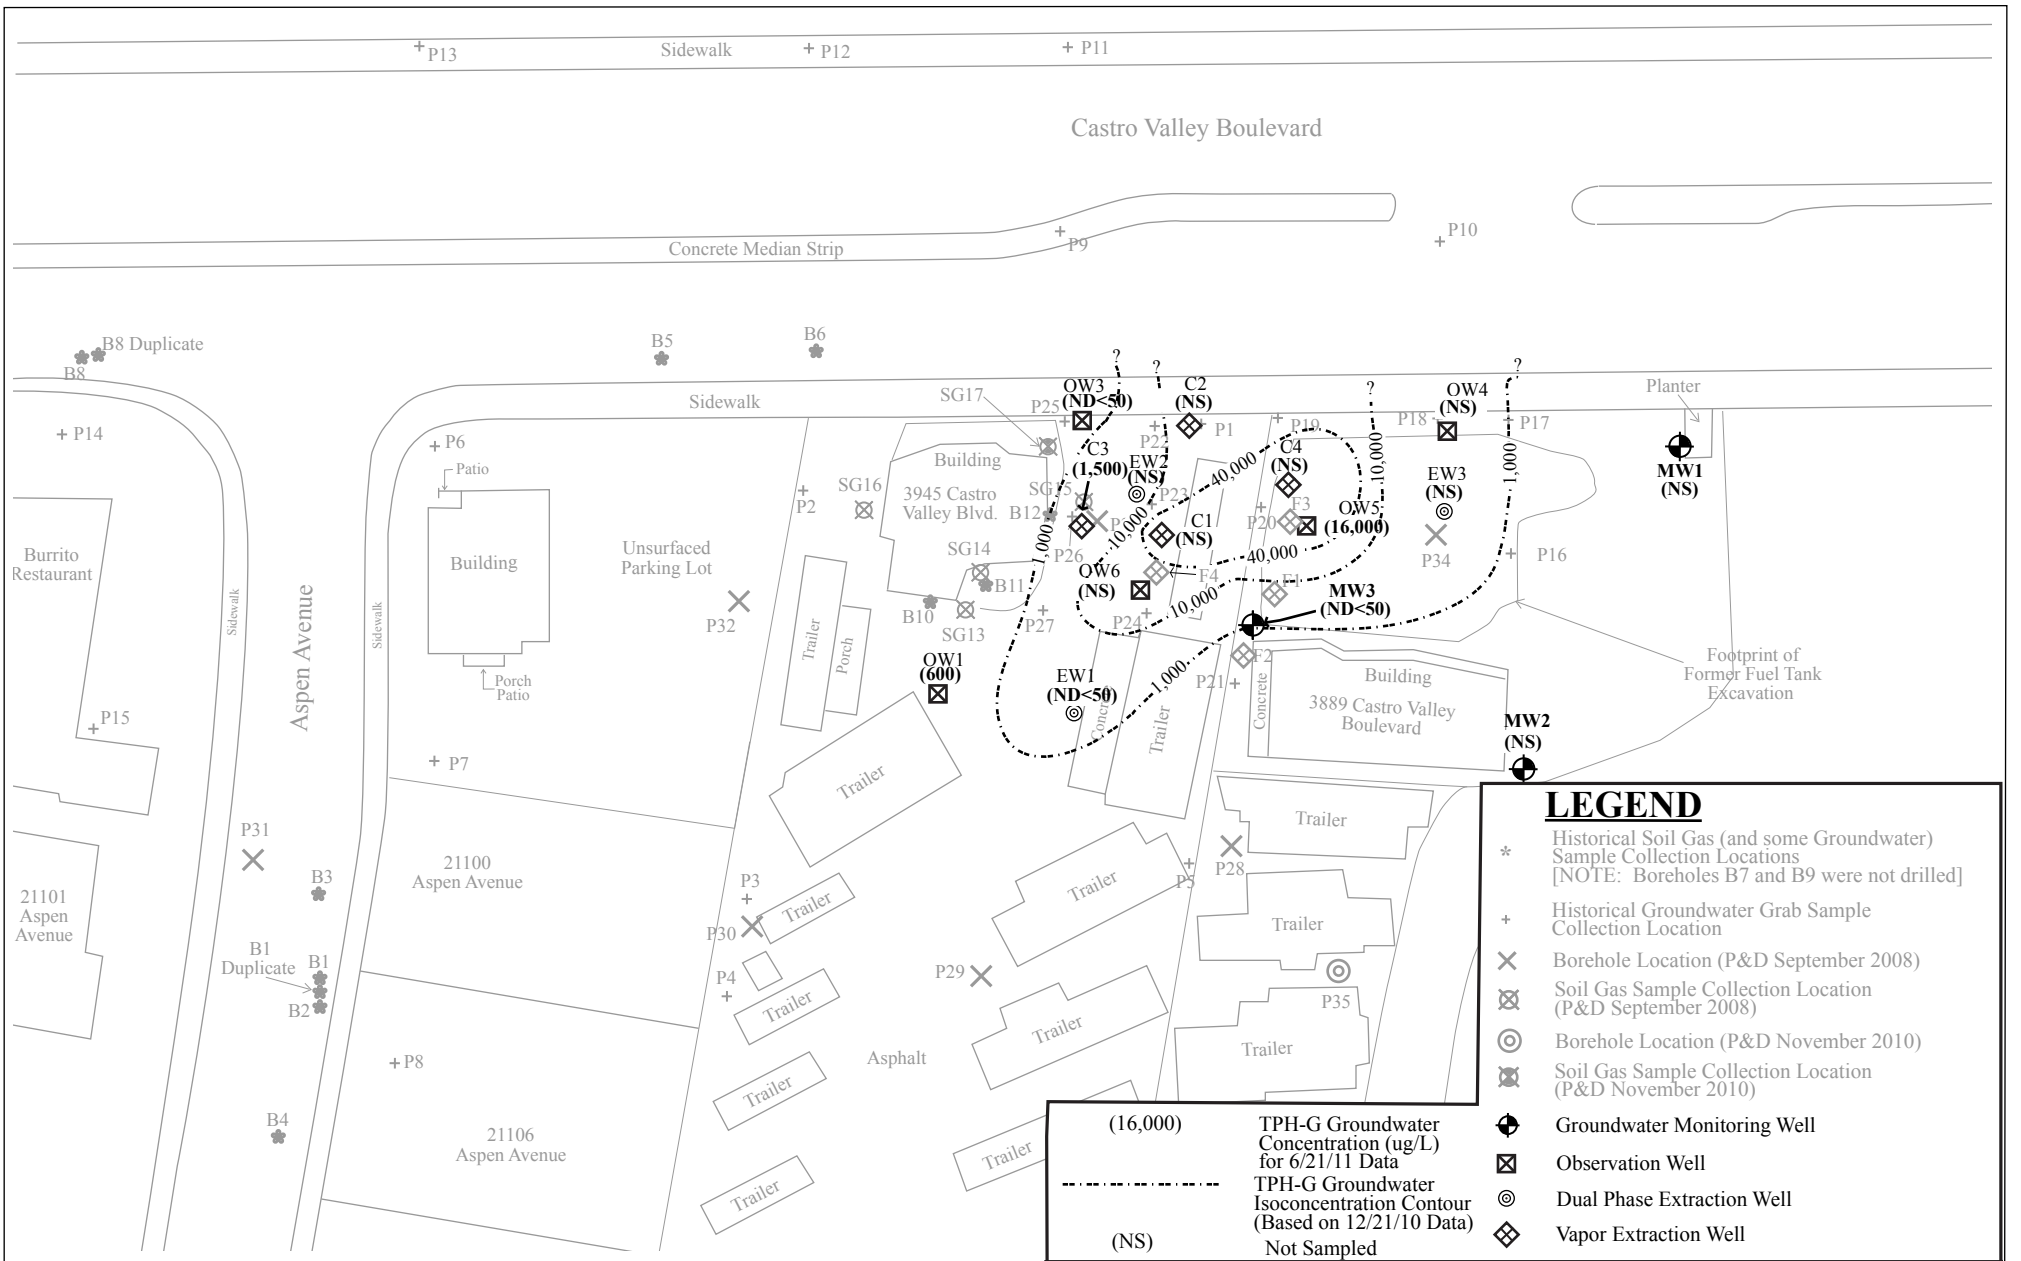 P13
Sidewalk
P12
P11
Castro Valley Boulevard
Concrete Median Strip
P9
P10
B8 Duplicate
B8
B5
B6
?
?
?
?
Sidewalk
SG17
P25
OW3
(ND<50)
C2
(NS)
P22
P1
P19
P18
OW4
(NS)
P17
Planter
P14
P6
Patio
P2
Building
3945 Castro
Valley Blvd.
SG16
SG15
B12
C3
(1,500)
EW2
(NS)
P23
40,000
C4
(NS)
10,000
EW3
(NS)
1,000
MW1
(NS)
F3
P20
OW5
(16,000)
P26
10,000
C1
(NS)
1,000
40,000
P34
P16
Burrito
Restaurant
Sidewalk
Aspen Avenue
Sidewalk
Building
Unsurfaced
Parking Lot
SG14
B11
B10
SG13
P27
OW6
(NS)
F4
F1
10,000
P24
MW3
(ND<50)
P32
Trailer
Porch
OW1
(600)
EW1
(ND<50)
Concrete
1,000
Trailer
F2
P21
Concrete
Building
3889 Castro Valley
Boulevard
Footprint of
Former Fuel Tank
Excavation
Porch
Patio
P15
P7
MW2
(NS)
Trailer
Trailer
P31
B3
21100
Aspen Avenue
P3
Trailer
P30
Trailer
P5
P28
21101
Aspen
Avenue
B1
Duplicate
B1
B2
P4
Trailer
P29
Trailer
Trailer
P35
Trailer
P8
Asphalt
Trailer
B4
21106
Aspen Avenue
Trailer
Trailer
LEGEND
Historical Soil Gas (and some Groundwater)
Sample Collection Locations
[NOTE: Boreholes B7 and B9 were not drilled]
Historical Groundwater Grab Sample
Collection Location
Borehole Location (P&D September 2008)
Soil Gas Sample Collection Location
(P&D September 2008)
Borehole Location (P&D November 2010)
Soil Gas Sample Collection Location
(P&D November 2010)
Groundwater Monitoring Well
Observation Well
Dual Phase Extraction Well
Vapor Extraction Well
(16,000)
TPH-G Groundwater
Concentration (ug/L)
for 6/21/11 Data
TPH-G Groundwater
Isoconcentration Contour
(Based on 12/21/10 Data)
(NS)
Not Sampled